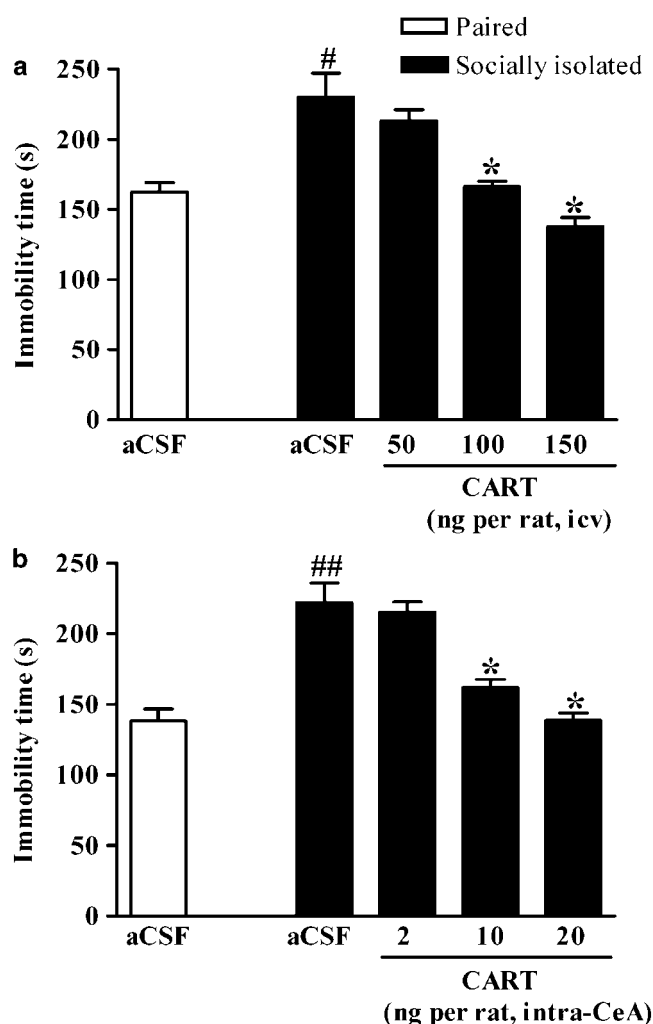 Paired
Socially isolated
a
Immobility time (s)
250
200
150
100
50
0
#
*
*
aCSF
aCSF
50
100
150
CART
(ng per rat, icv)
b
Immobility time (s)
250
200
150
100
50
0
##
*
*
aCSF
aCSF
2
10
20
CART
(ng per rat, intra-CeA)